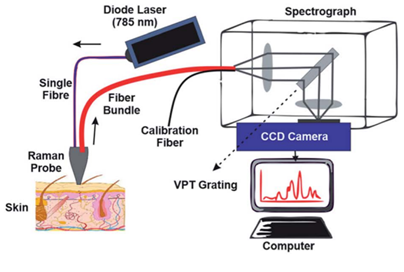 Diode Laser
(785 nm)
Spectrograph
Single
Fibre
Fiber
Bundle
Calibration
Fiber
CCD Camera
Raman
Probe
VPT Grating
Skin
Computer